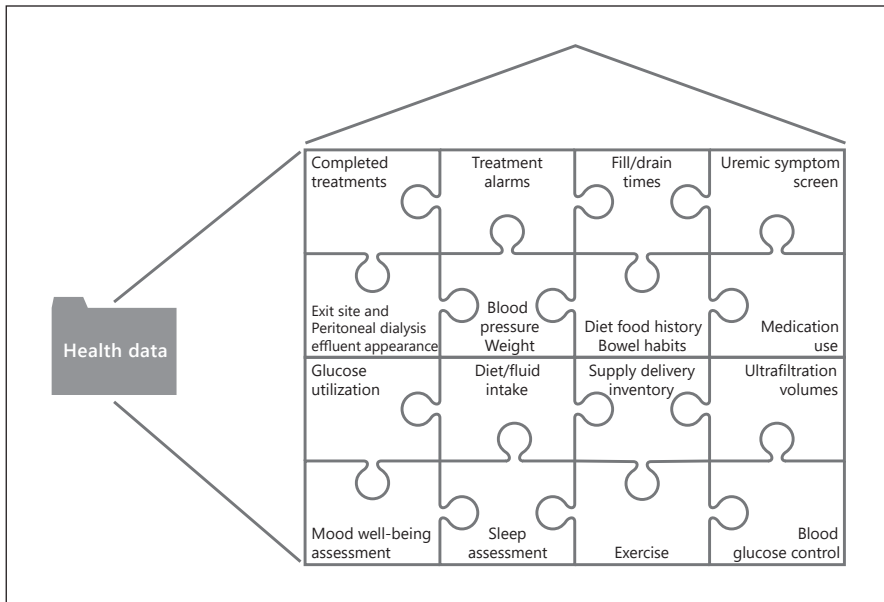 Completed
treatments
Treatment
alarms
Fill/drain
times
Uremic symptom
screen
Exit site and
Peritoneal dialysis
effluent appearance
Blood
pressure
Weight
Diet food history
Bowel habits
Medication
use
Health data
Glucose
utilization
Diet/fluid
intake
Supply delivery
inventory
Ultrafiltration
volumes
Mood well-being
assessment
Sleep
assessment
Exercise
Blood
glucose control